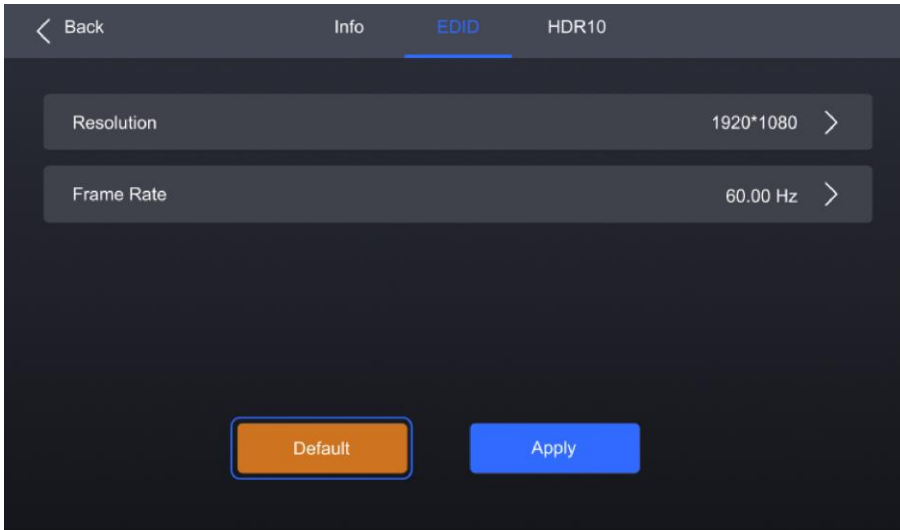 Back Info EDID HDR10
Resolution 1920*1080
Frame Rate 60.00 Hz
Default Apply